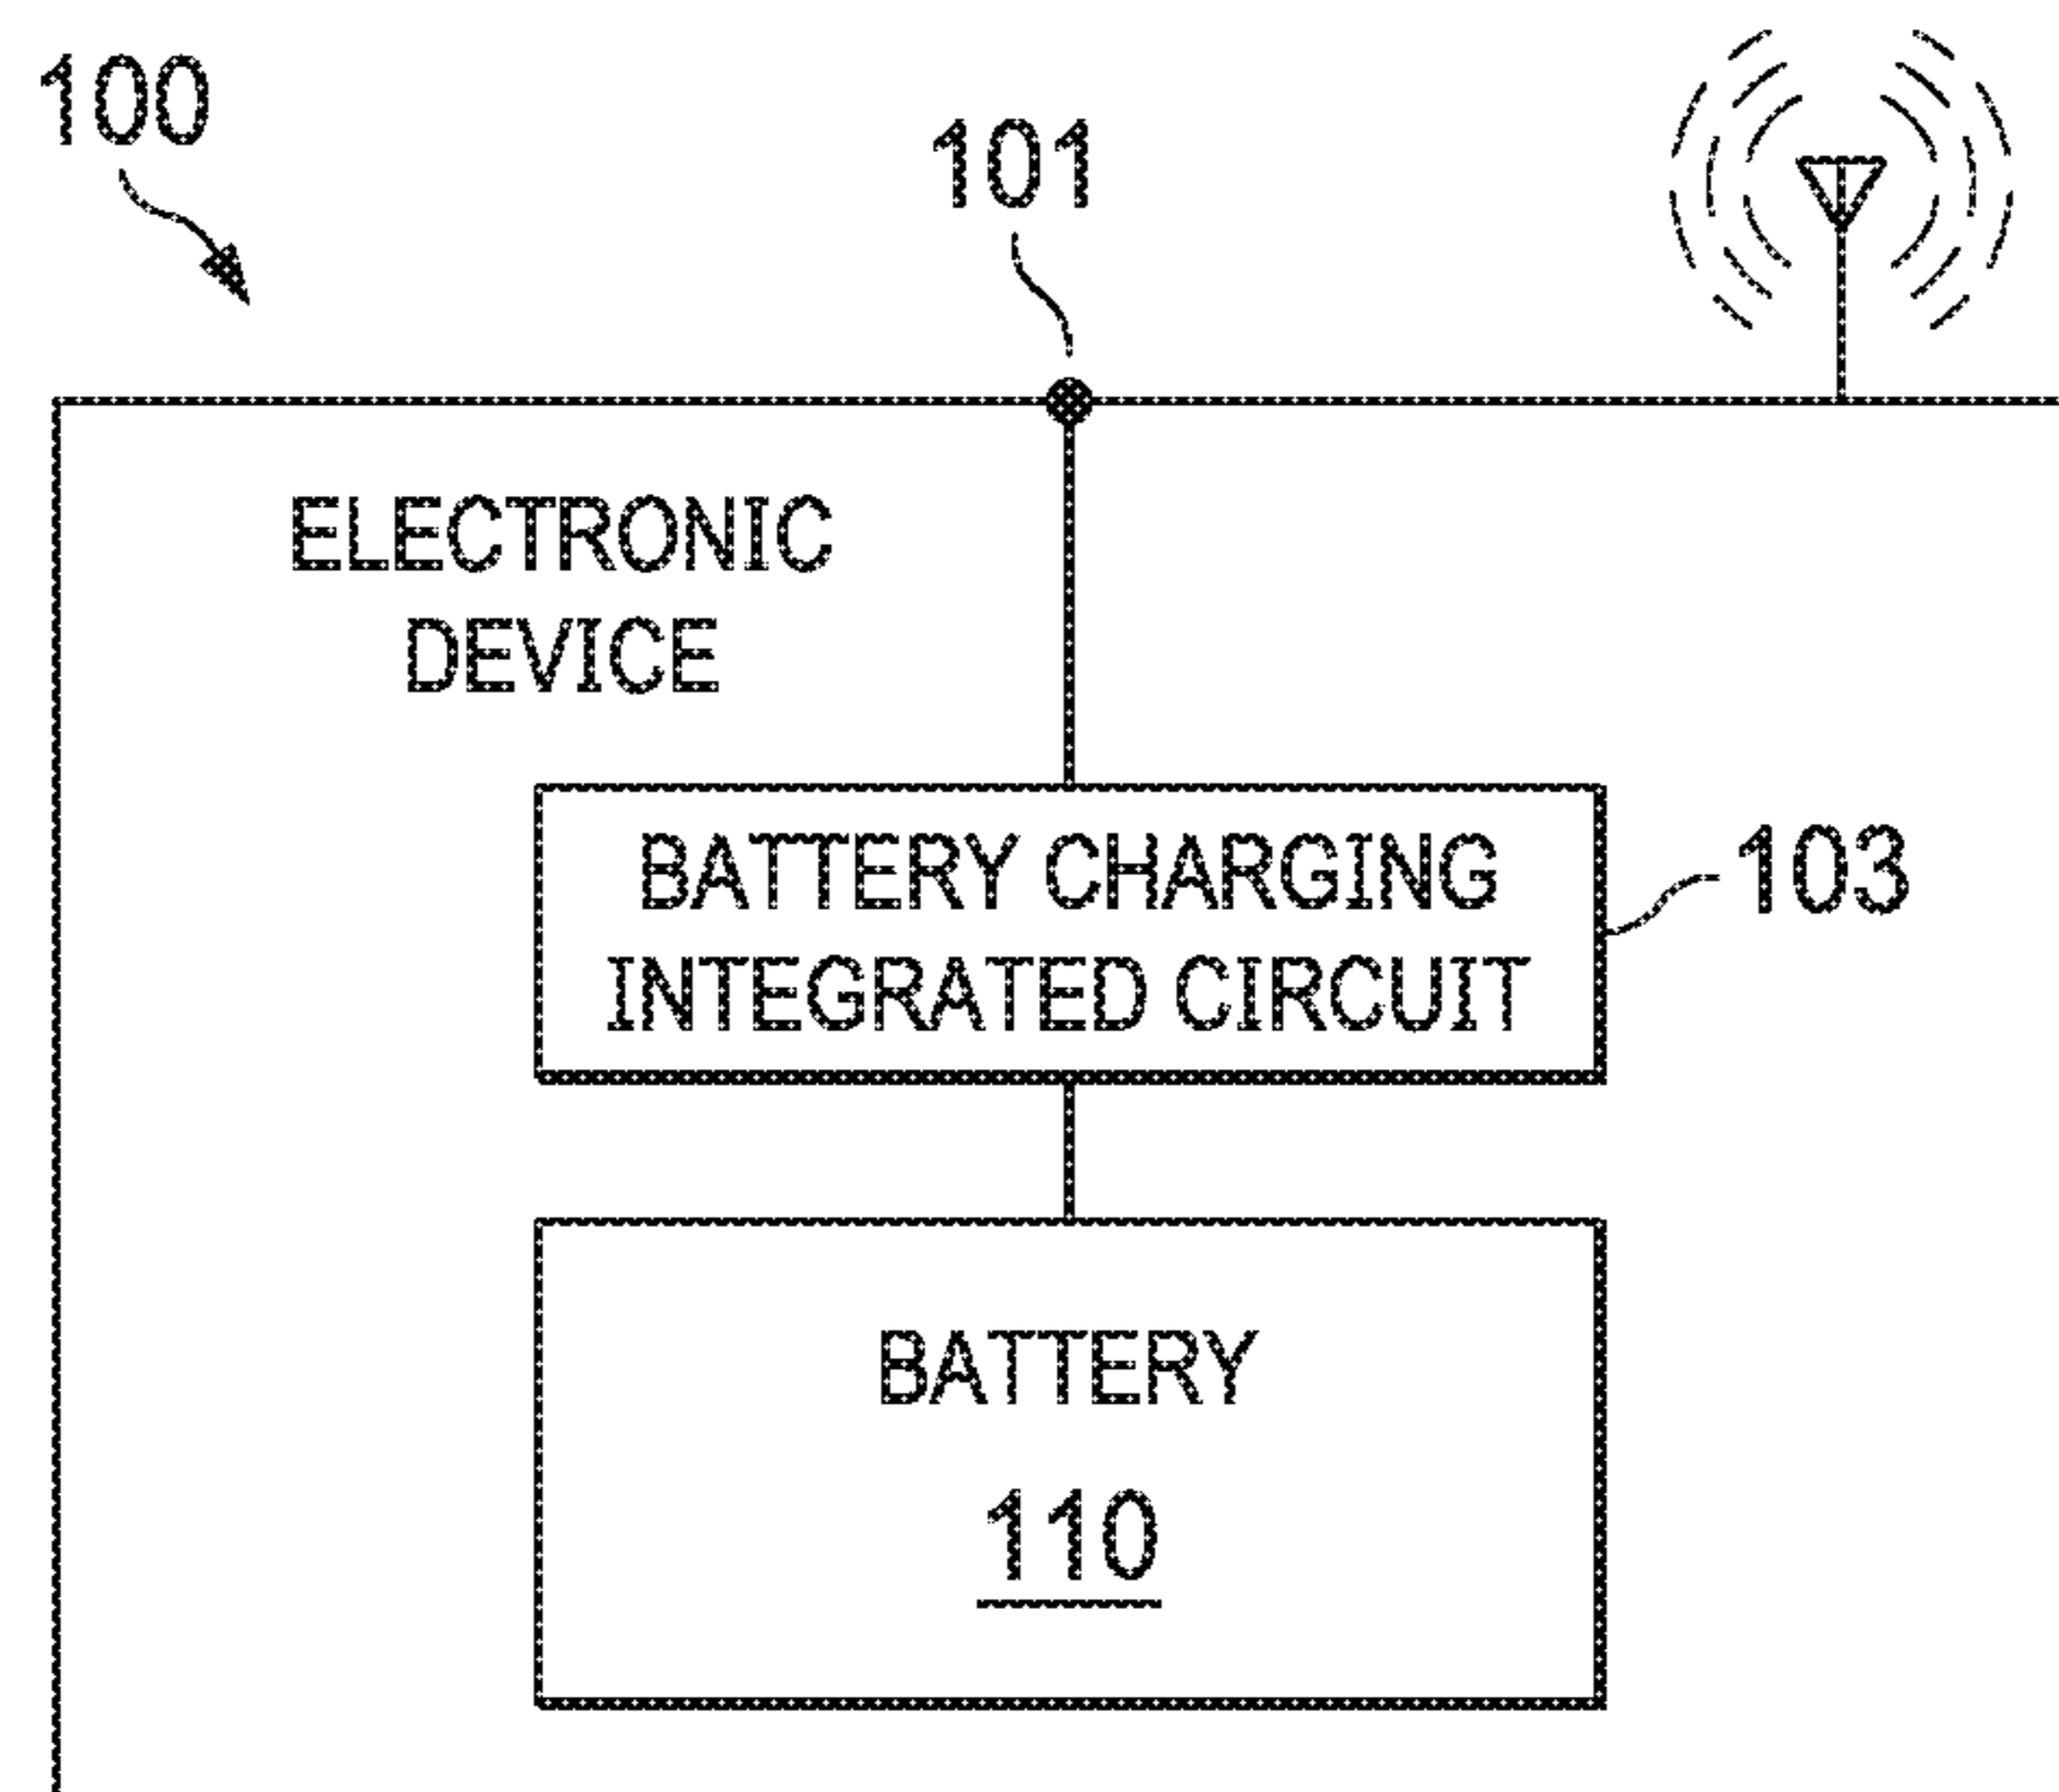 100
101
ELECTRONIC
DEVICE
BATTERY CHARGING
INTEGRATED CIRCUIT
103
BATTERY
110